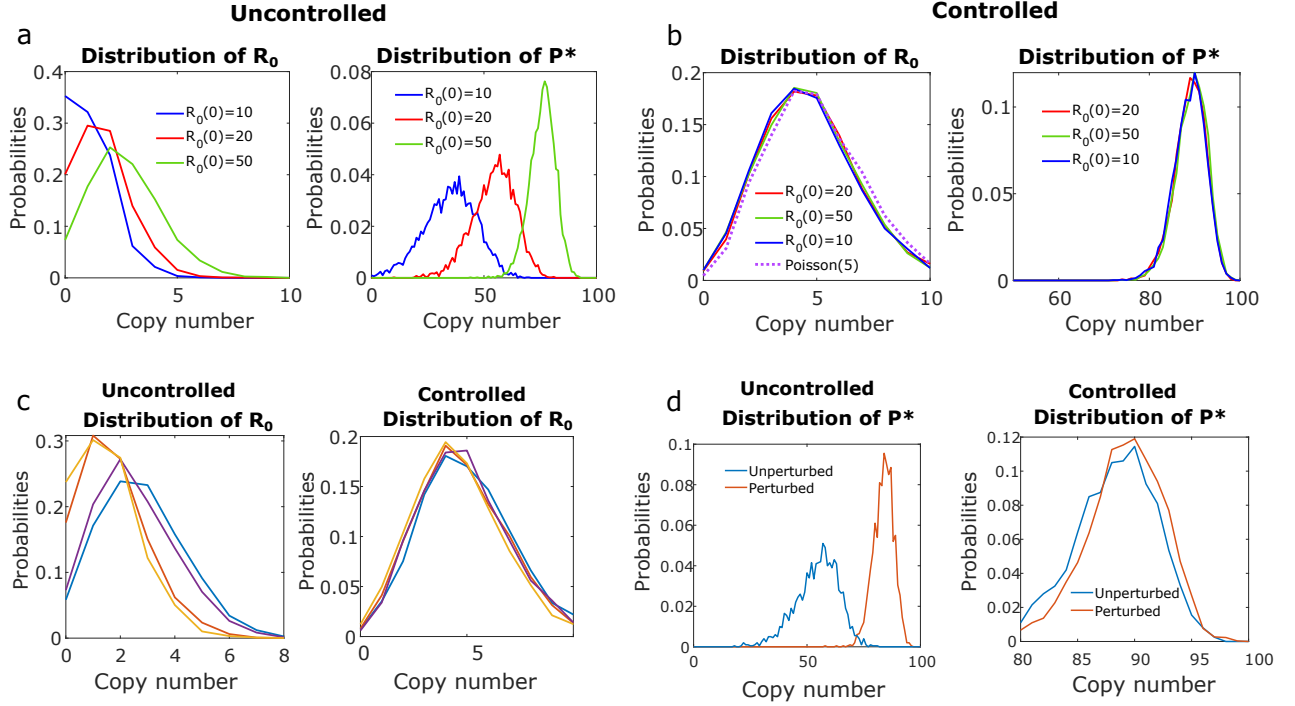 Uncontrolled
Controlled
a
Distribution of R0
Distribution of P*
b
Distribution of R0
Distribution of P*
0.4
0.3
0.2
0.1
0
Probabilities
R0(0)=10
R0(0)=20
R0(0)=50
0
5
10
Copy number
0.08
0.06
0.04
0.02
0
Probabilities
R0(0)=10
R0(0)=20
R0(0)=50
0
50
100
Copy number
0.2
0.15
0.1
0.05
0
Probabilities
R0(0)=20
R0(0)=50
R0(0)=10
Poisson(5)
0
5
10
Copy number
0.1
0.05
0
Probabilities
R0(0)=20
R0(0)=50
R0(0)=10
60
80
100
Copy number
c
Uncontrolled
Distribution of R0
Controlled
Distribution of R0
d
Uncontrolled
Distribution of P*
Controlled
Distribution of P*
0.3
0.2
0.1
0
Probabilities
0
2
4
6
8
Copy number
0.2
0.15
0.1
0.05
0
Probabilities
5
Copy number
0.1
0.08
0.06
0.04
0.02
0
Probabilities
Unperturbed
Perturbed
0
50
100
Copy number
0.12
0.1
0.08
0.06
0.04
0.02
0
Probabilities
Unperturbed
Perturbed
80
85
90
95
100
Copy number